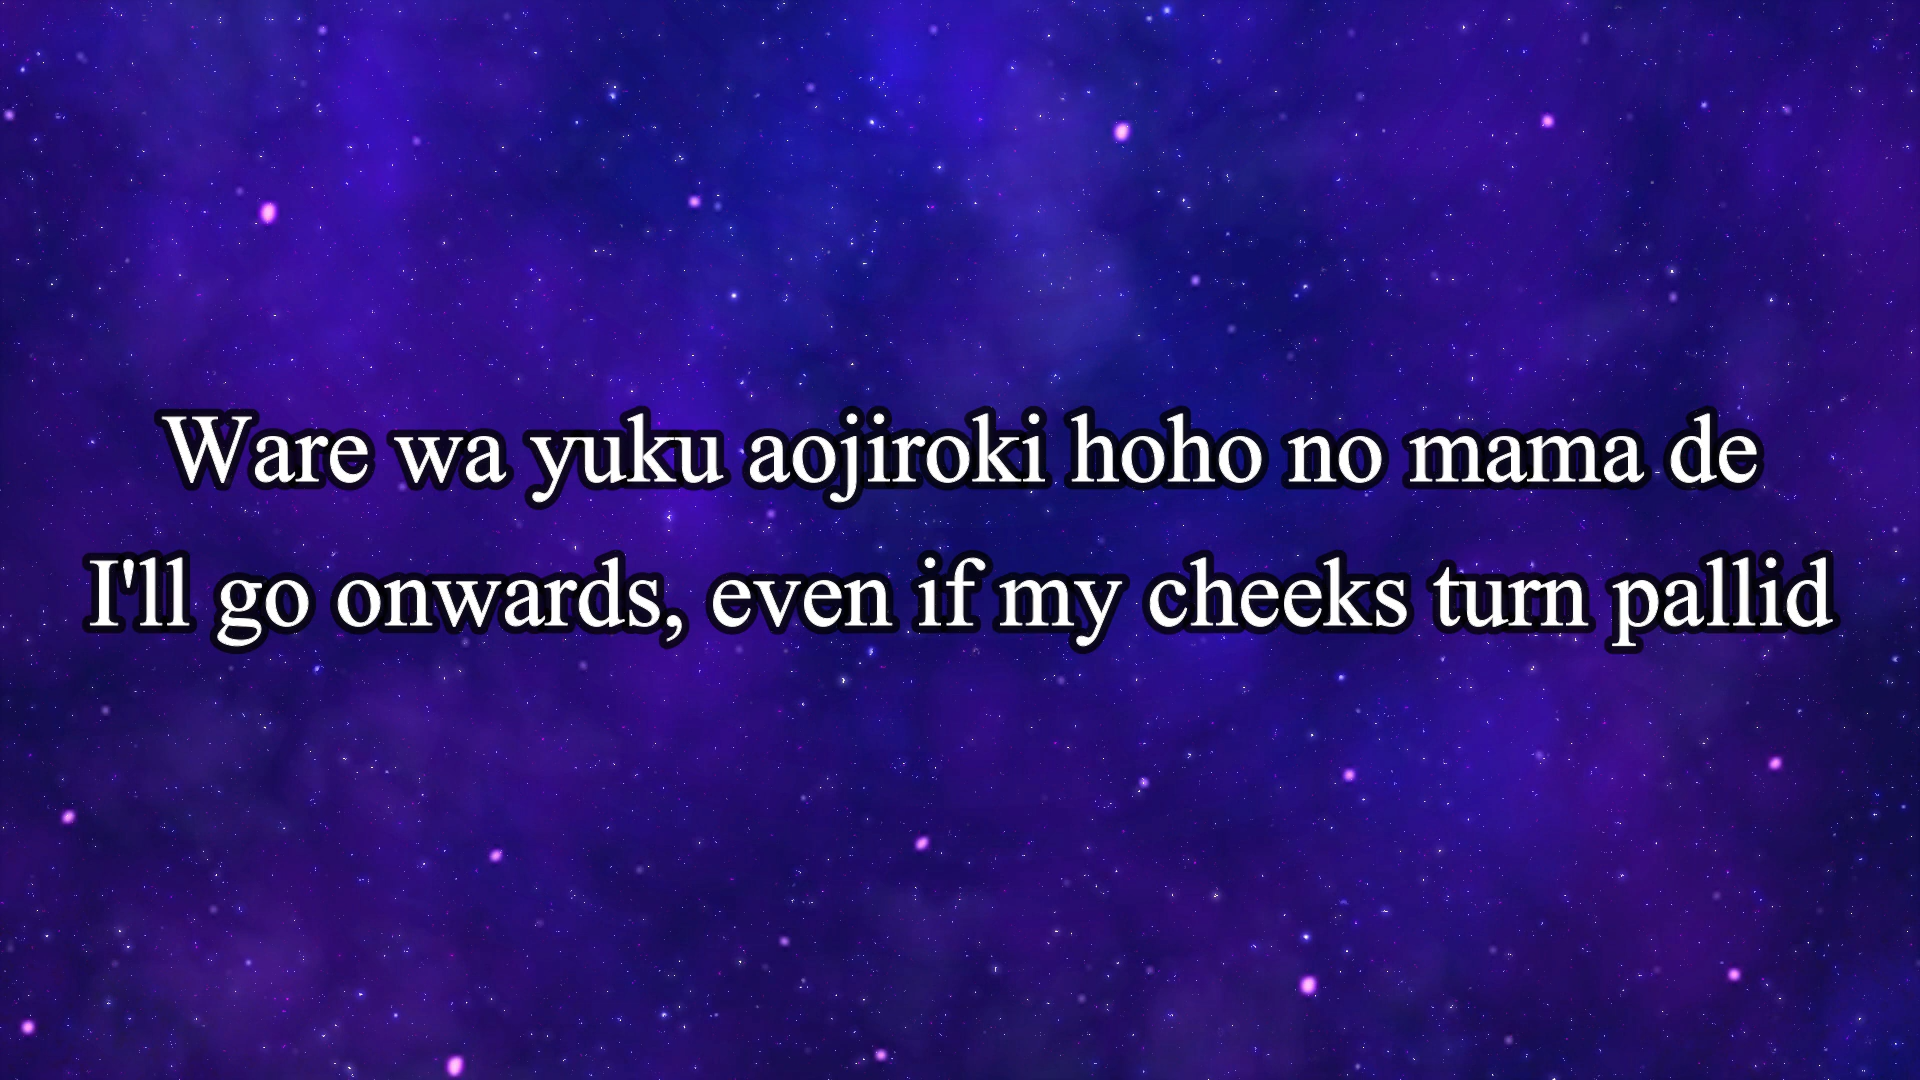 Ware wa yuku aojiroki hoho no mama de
I'll go onwards, even if my cheeks turn pallid